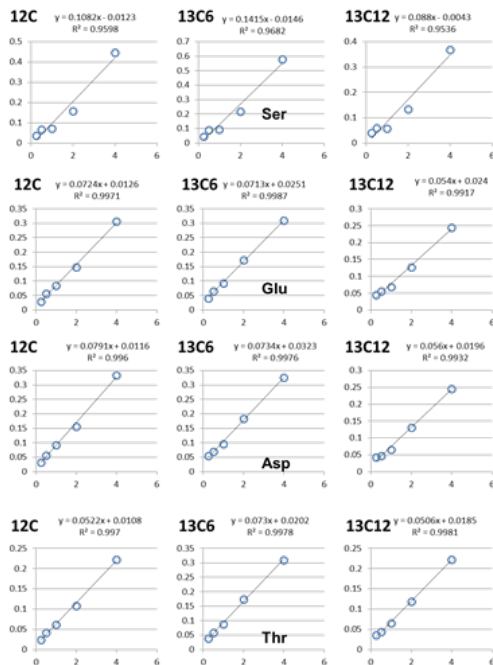 12C y = 0.1082x - 0.0123
R² = 0.9598
0.5
0.4
0.3
0.2
0.1
0
0 2 4 6
13C6 y = 0.1415x - 0.0146
R² = 0.9682
0.7
0.6
0.5
0.4
0.3
0.2
0.1
0
Ser
0 2 4 6
13C12 y = 0.088x - 0.0043
R² = 0.9536
0.4
0.3
0.2
0.1
0
0 2 4 6
12C y = 0.0724x + 0.0126
R² = 0.9971
0.35
0.3
0.25
0.2
0.15
0.1
0.05
0
0 2 4 6
13C6 y = 0.0713x + 0.0251
R² = 0.9987
0.35
0.3
0.25
0.2
0.15
0.1
0.05
0
Glu
0 2 4 6
13C12 y = 0.054x + 0.024
R² = 0.9917
0.3
0.25
0.2
0.15
0.1
0.05
0
0 2 4 6
12C y = 0.0791x + 0.0116
R² = 0.996
0.35
0.3
0.25
0.2
0.15
0.1
0.05
0
0 2 4 6
13C6 y = 0.0734x + 0.0323
R² = 0.9976
0.35
0.3
0.25
0.2
0.15
0.1
0.05
0
Asp
0 2 4 6
13C12 y = 0.056x + 0.0196
R² = 0.9932
0.3
0.25
0.2
0.15
0.1
0.05
0
0 2 4 6
12C y = 0.0522x + 0.0108
R² = 0.997
0.25
0.2
0.15
0.1
0.05
0
0 2 4 6
13C6 y = 0.073x + 0.0202
R² = 0.9978
0.35
0.3
0.25
0.2
0.15
0.1
0.05
0
Thr
0 2 4 6
13C12 y = 0.0506x + 0.0185
R² = 0.9981
0.25
0.2
0.15
0.1
0.05
0
0 2 4 6